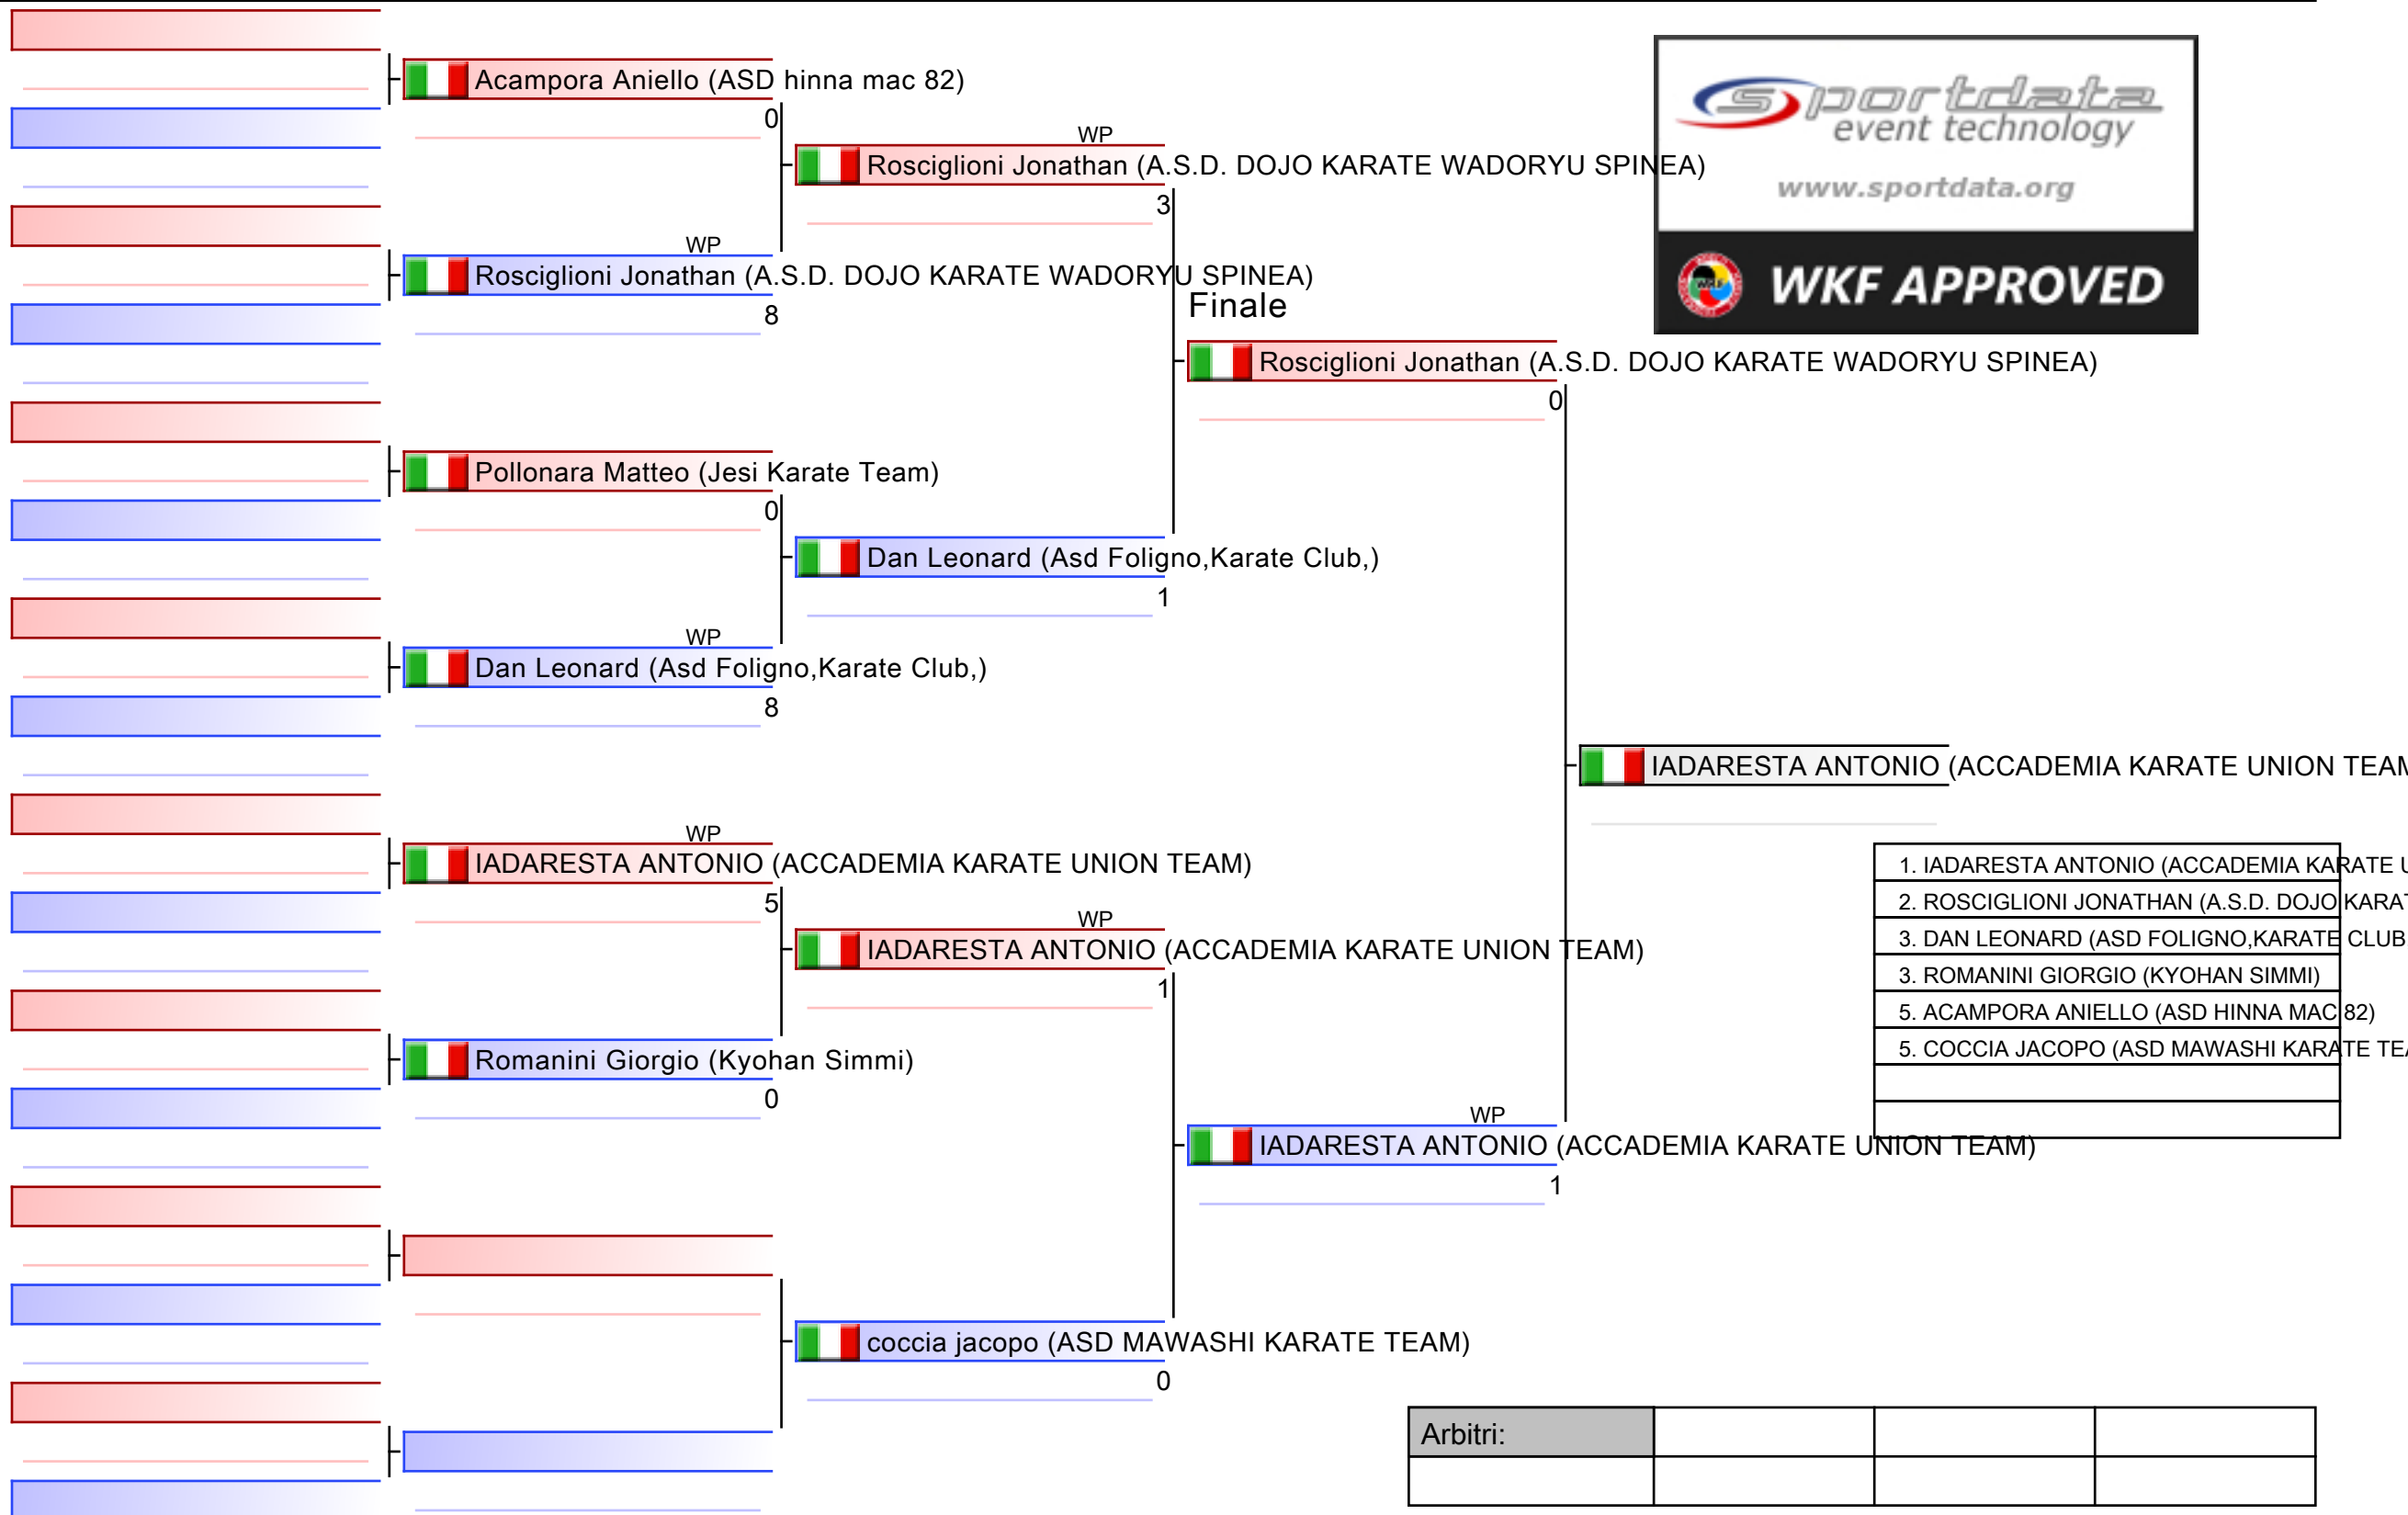 Acampora Aniello (ASD hinna mac 82)
0
WP
Rosciglioni Jonathan (A.S.D. DOJO KARATE WADORYU SPINEA)
8
Pollonara Matteo (Jesi Karate Team)
0
WP
Dan Leonard (Asd Foligno,Karate Club,)
8
WP
IADARESTA ANTONIO (ACCADEMIA KARATE UNION TEAM)
5
Romanini Giorgio (Kyohan Simmi)
0
WP
Rosciglioni Jonathan (A.S.D. DOJO KARATE WADORYU SPINEA)
3
Dan Leonard (Asd Foligno,Karate Club,)
1
WP
IADARESTA ANTONIO (ACCADEMIA KARATE UNION TEAM)
1
coccia jacopo (ASD MAWASHI KARATE TEAM)
0
Finale
Rosciglioni Jonathan (A.S.D. DOJO KARATE WADORYU SPINEA)
0
WP
IADARESTA ANTONIO (ACCADEMIA KARATE UNION TEAM)
1
IADARESTA ANTONIO (ACCADEMIA KARATE UNION TEAM
sportdata
event technology
www.sportdata.org
WKF
WKF APPROVED
1. IADARESTA ANTONIO (ACCADEMIA KARATE U
2. ROSCIGLIONI JONATHAN (A.S.D. DOJO KARAT
3. DAN LEONARD (ASD FOLIGNO,KARATE CLUB
3. ROMANINI GIORGIO (KYOHAN SIMMI)
5. ACAMPORA ANIELLO (ASD HINNA MAC 82)
5. COCCIA JACOPO (ASD MAWASHI KARATE TEA
Arbitri: